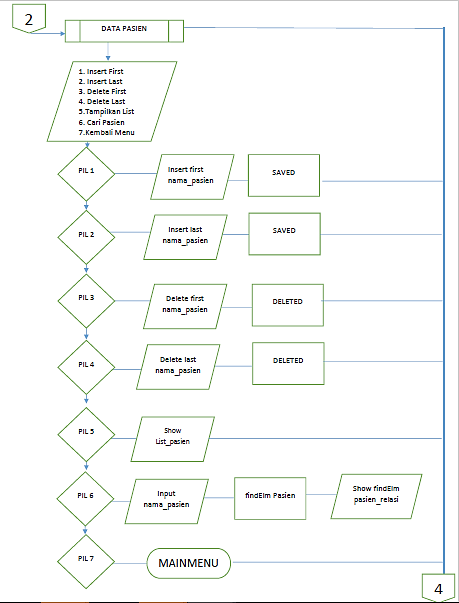 2
DATA PASIEN
1. Insert First
2. Insert Last
3. Delete First
4. Delete Last
5.Tampilkan List
6. Cari Pasien
7.Kembali Menu
PIL 1
Insert first
nama_pasien
SAVED
PIL 2
Insert last
nama_pasien
SAVED
PIL 3
Delete first
nama_pasien
DELETED
PIL 4
Delete last
nama_pasien
DELETED
PIL 5
Show
List_pasien
PIL 6
Input
nama_pasien
findElm Pasien
Show findElm
pasien_relasi
PIL 7
MAINMENU
4